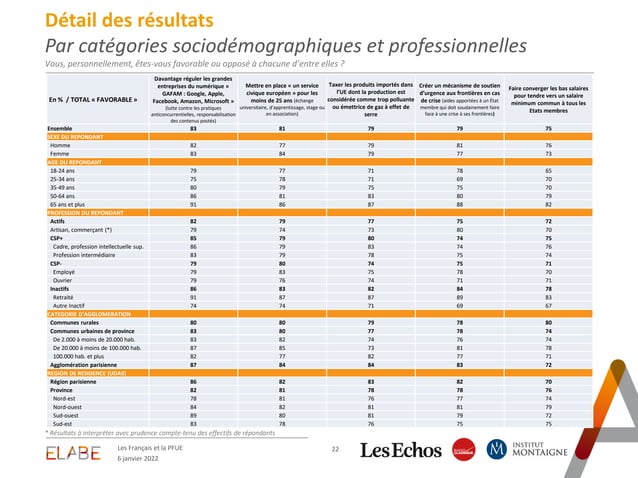 Détail des résultats
Par catégories sociodémographiques et professionnelles
Vous, personnellement, êtes-vous favorable ou opposé à chacune d'entre elles ?
En % / TOTAL « FAVORABLE »
Davantage réguler les grandes entreprises du numérique « GAFAM : Google, Apple, Facebook, Amazon, Microsoft » (lutte contre les pratiques anticoncurrentielles, responsabilisation des contenus postés)
Mettre en place « un service civique européen » pour les moins de 25 ans (échange universitaire, d'apprentissage, stage ou en association)
Taxer les produits importés dans l'UE dont la production est considérée comme trop polluante ou émettrice de gaz à effet de serre
Créer un mécanisme de soutien d'urgence aux frontières en cas de crise (aides apportées à un État membre qui doit soudainement faire face à une crise à ses frontières)
Faire converger les bas salaires pour tendre vers un salaire minimum commun à tous les Etats membres
Ensemble 83 81 79 79 75
SEXE DU REPONDANT
Homme 82 77 79 81 76
Femme 83 84 79 77 73
AGE DU REPONDANT
18-24 ans 79 77 71 78 65
25-34 ans 75 78 71 69 70
35-49 ans 80 79 75 75 70
50-64 ans 86 81 83 80 79
65 ans et plus 91 86 87 88 82
PROFESSION DU REPONDANT
Actifs 82 79 77 75 72
Artisan, commerçant (*) 79 74 73 80 70
CSP+ 85 79 80 74 75
Cadre, profession intellectuelle sup. 86 79 83 74 76
Profession intermédiaire 83 79 78 75 74
CSP- 79 80 74 75 71
Employé 79 83 75 78 70
Ouvrier 79 76 74 71 71
Inactifs 86 83 82 84 78
Retraité 91 87 87 89 83
Autre Inactif 74 74 71 69 67
CATEGORIE D'AGGLOMERATION
Communes rurales 80 80 79 78 80
Communes urbaines de province 83 80 77 78 74
De 2.000 à moins de 20.000 hab. 83 82 74 76 74
De 20.000 à moins de 100.000 hab. 87 85 73 81 78
100.000 hab. et plus 82 77 82 77 71
Agglomération parisienne 87 84 84 83 72
REGION DE RESIDENCE (UDA5)
Région parisienne 86 82 83 82 70
Province 82 81 78 78 76
Nord-est 78 81 76 77 74
Nord-ouest 84 82 81 81 79
Sud-ouest 89 80 81 79 72
Sud-est 83 78 76 75 75
* Résultats à interpréter avec prudence compte-tenu des effectifs de répondants
ELABE
Les Français et la PFUE
6 janvier 2022
22
LesEchos
RADIO CLASSIQUE
INSTITUT MONTAIGNE